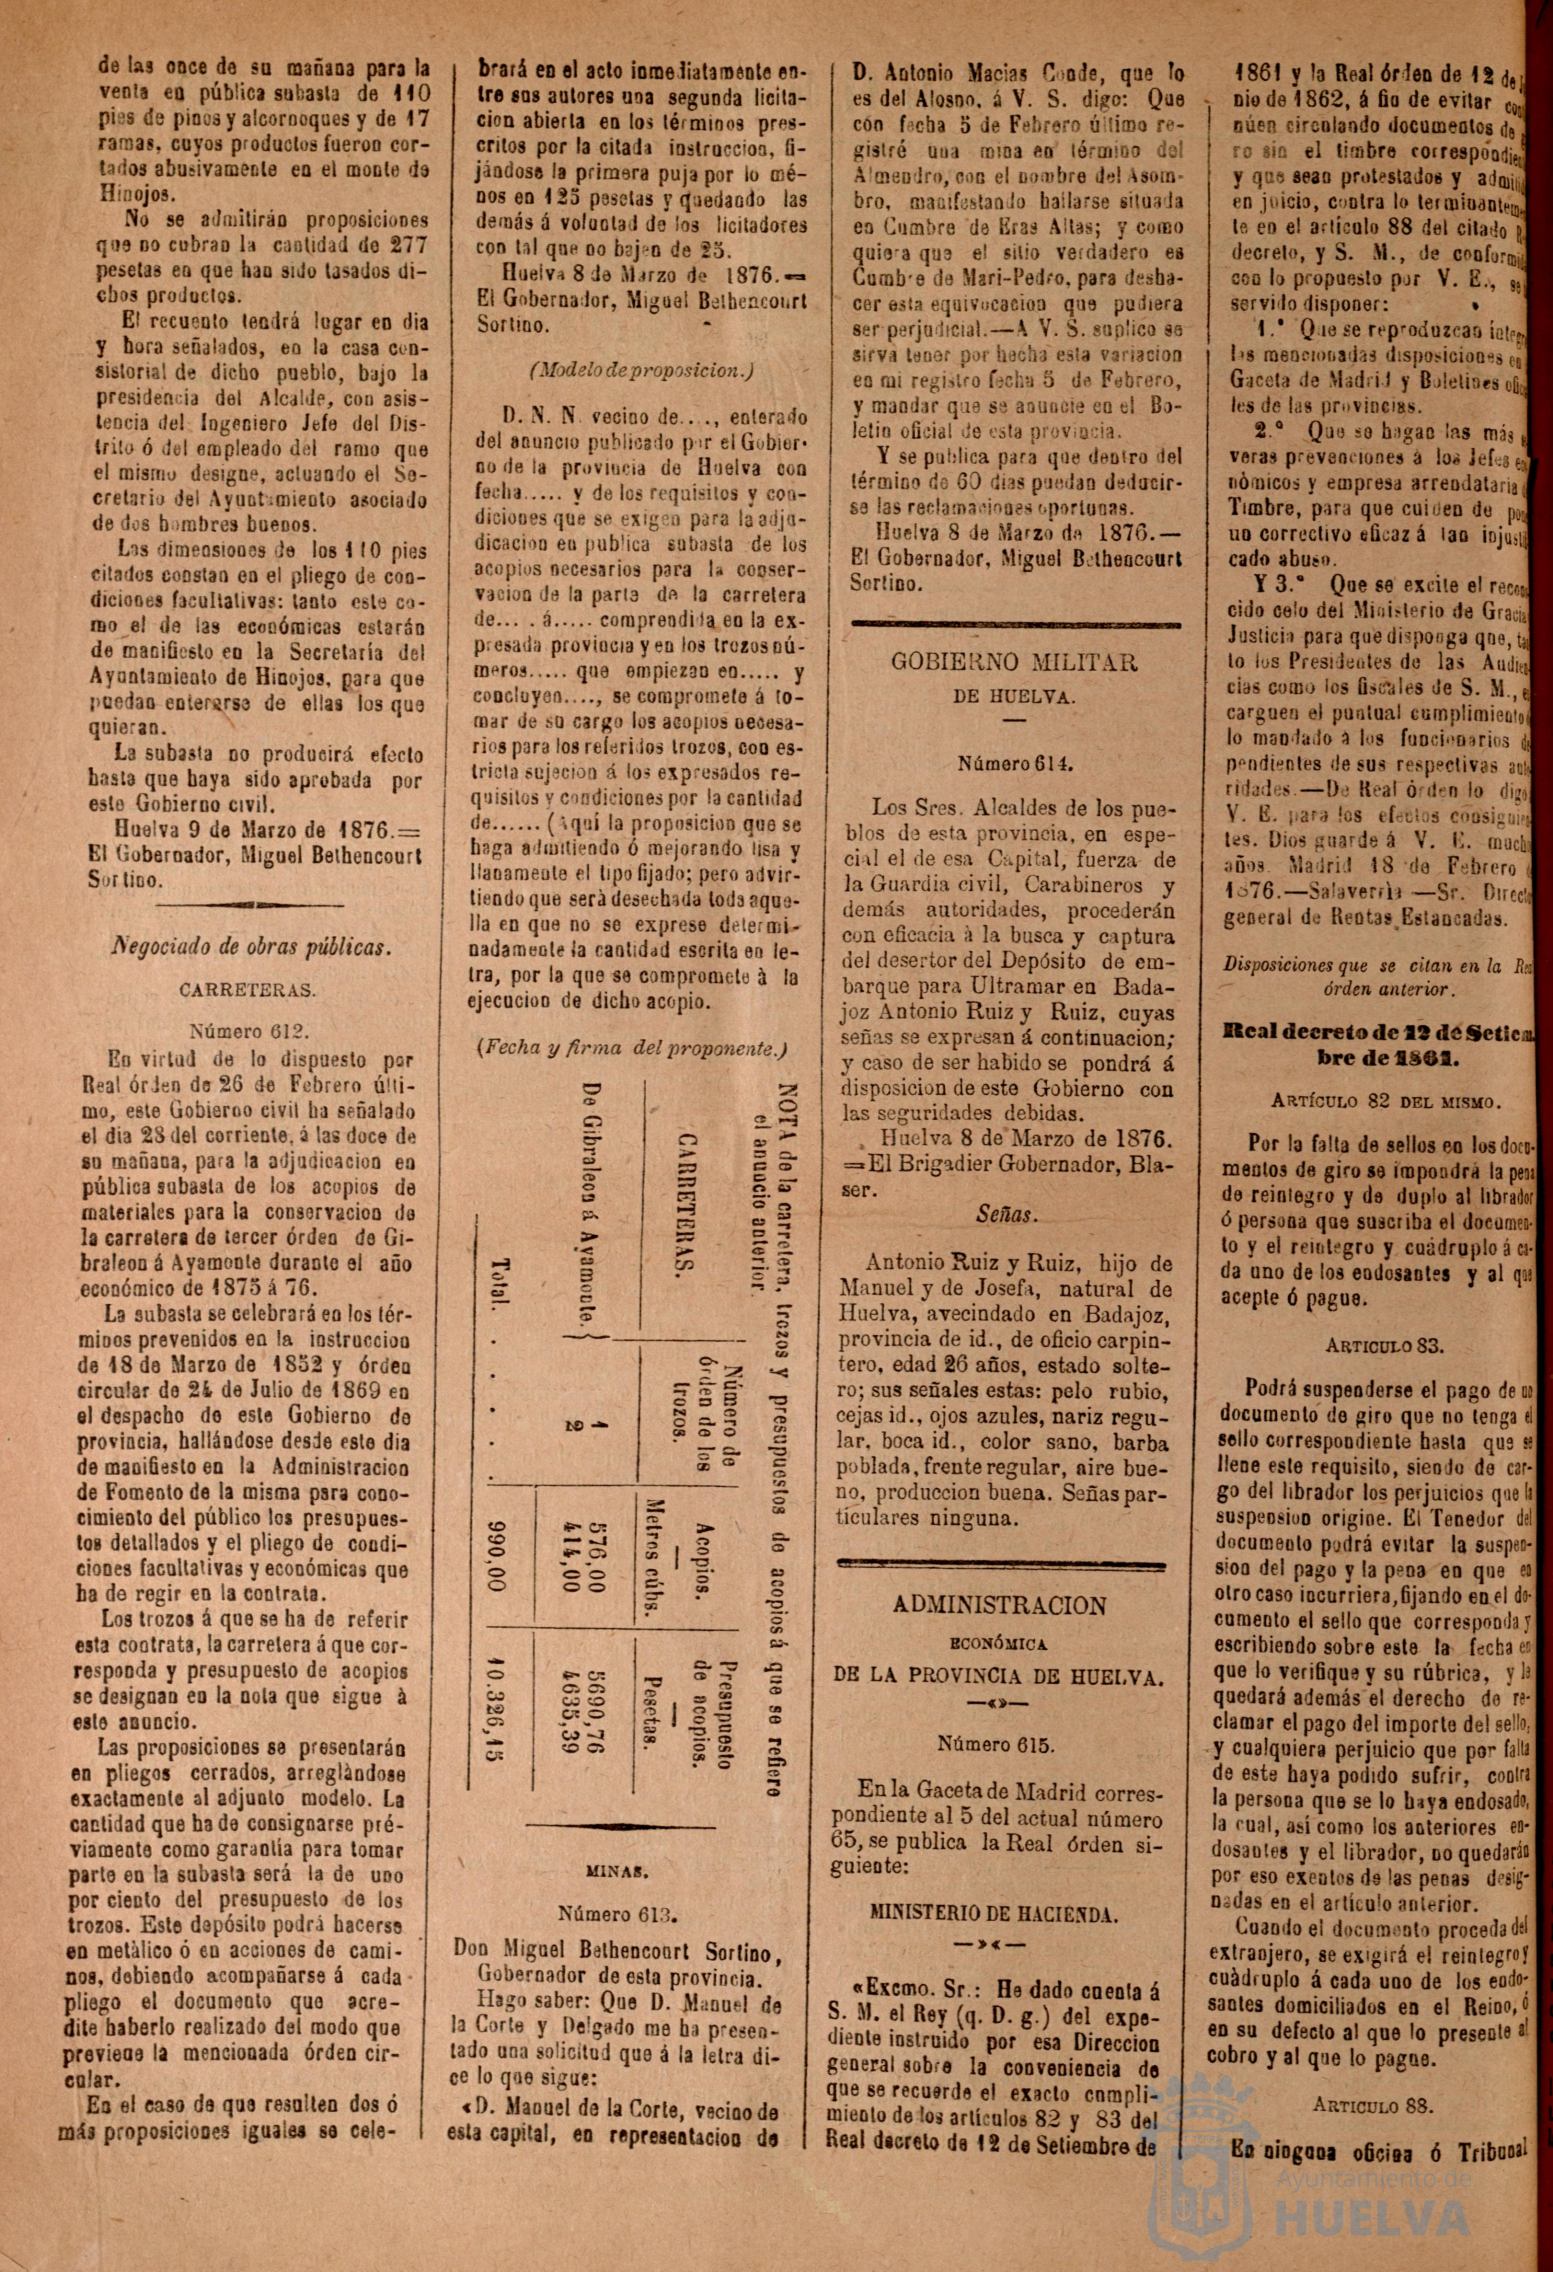 de las once de su mañana para la
venta en pública subasta de 110
pies de pinos y alcornoques y de 17
ramas, cuyos productos fueron cor-
tados abusivamente en el monte de
Hinojos.
No se admitirán proposiciones
que no cubran la cantidad de 277
pesetas en que han sido tasados di-
chos productos.
El recuento tendrá lugar en dia
y hora señalados, en la casa con-
sistorial de dicho pueblo, bajo la
presidencia del Alcalde, con asis-
tencia del Ingeniero Jefe del Dis-
trito ó del empleado del ramo que
el mismo designe, actuando el Se-
cretario del Ayuntamiento asociado
de dos hombres buenos.
Las dimensiones de los 110 pies
citados constan en el pliego de con-
diciones facultativas: tanto este co-
mo el de las económicas estarán
de manifiesto en la Secretaría del
Ayuntamiento de Hinojos, para que
puedan enterarse de ellas los que
quieran.
La subasta no producirá efecto
hasta que haya sido aprobada por
este Gobierno civil.
Huelva 9 de Marzo de 1876.=
El Gobernador, Miguel Bethencourt
Sortino.
Negociado de obras públicas.
CARRETERAS.
Número 612.
En virtud de lo dispuesto por
Real órden de 26 de Febrero últi-
mo, este Gobierno civil ha señalado
el dia 28 del corriente, á las doce de
su mañana, para la adjudicacion en
pública subasta de los acopios de
materiales para la conservacion de
la carretera de tercer órden de Gi-
braleon á Ayamonte durante el año
económico de 1875 á 76.
La subasta se celebrará en los tér-
minos prevenidos en la instruccion
de 18 de Marzo de 1852 y órden
circular de 24 de Julio de 1869 en
el despacho de este Gobierno de
provincia, hallándose desde este dia
de manifiesto en la Administracion
de Fomento de la misma para cono-
cimiento del público los presupues-
tos detallados y el pliego de condi-
ciones facultativas y económicas que
ha de regir en la contrata.
Los trozos á que se ha de referir
esta contrata, la carretera á que cor-
responda y presupuesto de acopios
se designan en la nota que sigue à
este anuncio.
Las proposiciones se presentarán
en pliegos cerrados, arreglàndose
exactamente al adjunto modelo. La
cantidad que ha de consignarse pré-
viamente como garantía para tomar
parte en la subasta será la de uno
por ciento del presupuesto de los
trozos. Este depósito podrá hacerse
en metàlico ó en acciones de cami-
nos, debiendo acompañarse á cada
pliego el documento que acre-
dite haberlo realizado del modo que
previene la mencionada órden cir-
cular.
En el caso de que resulten dos ó
más proposiciones iguales se cele-
brará en el acto inmediatamente en-
tre sus autores una segunda licita-
cion abierta en los términos pres-
critos por la citada instruccion, fi-
jándose la primera puja por lo mé-
nos en 125 pesetas y quedando las
demás á voluntad de los licitadores
con tal que no bajen de 25.
Huelva 8 de Marzo de 1876.=
El Gobernador, Miguel Bethencourt
Sortino.
(Modelo de proposicion.)
D. N. N. vecino de...., enterado
del anuncio publicado por el Gobier-
no de la provincia de Huelva con
fecha..... y de los requisitos y con-
diciones que se exigen para la adju-
dicacion en publica subasta de los
acopios necesarios para la conser-
vacion de la parte de la carretera
de.... á..... comprendida en la ex-
presada provincia y en los trozos nú-
meros..... que empiezan en..... y
concluyen...., se compromete á to-
mar de su cargo los acopios necesa-
rios para los referidos trozos, con es-
tricta sujecion á los expresados re-
quisitos y condiciones por la cantidad
de...... (Aquí la proposicion que se
haga admitiendo ó mejorando lisa y
llanamente el tipo fijado; pero advir-
tiendo que serà desechada toda aque-
lla en que no se exprese determi-
nadamente la cantidad escrita en le-
tra, por la que se compromete à la
ejecucion de dicho acopio.
(Fecha y firma del proponente.)
NOTA de la carretera, trozos y presupuestos de acopios á que se refiere
el anuncio anterior.
CARRETERAS.
Número de
órden de los
trozos.
Acopios.
Metros cúbs.
Presupuesto
de acopios.
Pesetas.
De Gibraleon á Ayamonte. {
1 576,00 5690,76
2 414,00 4635,39
Total. . . . . . 990,00 10.326,15
MINAS.
Número 613.
Don Miguel Bethencourt Sortino,
Gobernador de esta provincia.
Hago saber: Que D. Manuel de
la Corte y Delgado me ha presen-
tado una solicitud que á la letra di-
ce lo que sigue:
«D. Manuel de la Corte, vecino de
esta capital, en representacion de
D. Antonio Macias Conde, que lo
es del Alosno, á V. S. digo: Que
con fecha 5 de Febrero último re-
gistré una mina en término del
Almendro, con el nombre del Asom-
bro, manifestando hallarse situada
en Cumbre de Eras Altas; y como
quiera que el sitio verdadero es
Cumbre de Mari-Pedro, para desha-
cer esta equivocacion que pudiera
ser perjudicial.—A V. S. suplico se
sirva tener por hecha esta variacion
en mi registro fecha 5 de Febrero,
y mandar que se anuncie en el Bo-
letin oficial de esta provincia.
Y se publica para que dentro del
término de 60 dias puedan deducir-
se las reclamaciones oportunas.
Huelva 8 de Marzo de 1876.—
El Gobernador, Miguel Bethencourt
Sortino.
GOBIERNO MILITAR
DE HUELVA.
Número 614.
Los Sres. Alcaldes de los pue-
blos de esta provincia, en espe-
cial el de esa Capital, fuerza de
la Guardia civil, Carabineros y
demás autoridades, procederán
con eficacia à la busca y captura
del desertor del Depósito de em-
barque para Ultramar en Bada-
joz Antonio Ruiz y Ruiz, cuyas
señas se expresan á continuacion;
y caso de ser habido se pondrá á
disposicion de este Gobierno con
las seguridades debidas.
Huelva 8 de Marzo de 1876.
=El Brigadier Gobernador, Bla-
ser.
Señas.
Antonio Ruiz y Ruiz, hijo de
Manuel y de Josefa, natural de
Huelva, avecindado en Badajoz,
provincia de id., de oficio carpin-
tero, edad 26 años, estado solte-
ro; sus señales estas: pelo rubio,
cejas id., ojos azules, nariz regu-
lar, boca id., color sano, barba
poblada, frente regular, aire bue-
no, produccion buena. Señas par-
ticulares ninguna.
ADMINISTRACION
ECONÓMICA
DE LA PROVINCIA DE HUELVA.
—«»—
Número 615.
En la Gaceta de Madrid corres-
pondiente al 5 del actual número
65, se publica la Real órden si-
guiente:
MINISTERIO DE HACIENDA.
«Excmo. Sr.: He dado cuenta á
S. M. el Rey (q. D. g.) del expe-
diente instruido por esa Direccion
general sobre la conveniencia de
que se recuerde el exacto cumpli-
miento de los artículos 82 y 83 del
Real decreto de 12 de Setiembre de
1861 y la Real órden de 12 de
nio de 1862, á fin de evitar
núen circulando documentos de
ro sin el timbre correspondien
y que sean protestados y admi
en juicio, contra lo terminanteme
te en el artículo 88 del citado
decreto, y S. M., de conformi
con lo propuesto por V. E., se
servido disponer:
1.° Que se reproduzcan integ
las mencionadas disposiciones en
Gaceta de Madrid y Boletines ofic
les de las provincias.
2.° Que se hagan las más
veras prevenciones á los Jefes
nòmicos y empresa arrendataria
Timbre, para que cuiden de
un correctivo eficaz á tan injusti
cado abuso.
Y 3.° Que se excite el recon
cido celo del Ministerio de Gracia
Justicia para que disponga que, ta
to los Presidentes de las Audien
cias como los fiscales de S. M.,
carguen el puntual cumplimiento
lo mandado á los funcionarios
pendientes de sus respectivas
ridades.—De Real órden lo digo
V. E. para los efectos consiguien
tes. Dios guarde á V. E. mucho
años. Madrid 18 de Febrero
1876.—Salaverría—Sr. Directo
general de Rentas Estancadas.
Disposiciones que se citan en la Rea
órden anterior.
Real decreto de 12 de Setiem-
bre de 1861.
ARTÍCULO 82 DEL MISMO.
Por la falta de sellos en los docu-
mentos de giro se impondrá la pena
de reintegro y de duplo al librador
ó persona que suscriba el documen-
to y el reintegro y cuádruplo á ca-
da uno de los endosantes y al que
acepte ó pague.
ARTICULO 83.
Podrá suspenderse el pago de un
documento de giro que no tenga el
sello correspondiente hasta que se
llene este requisito, siendo de car-
go del librador los perjuicios que la
suspension origine. El Tenedor del
documento podrá evitar la suspen-
sion del pago y la pena en que en
otro caso incurriera, fijando en el do-
cumento el sello que corresponda y
escribiendo sobre este la fecha en
que lo verifique y su rúbrica, y le
quedará además el derecho de re-
clamar el pago del importe del sello,
y cualquiera perjuicio que por falta
de este haya podido sufrir, contra
la persona que se lo haya endosado,
la cual, así como los anteriores en-
dosantes y el librador, no quedarán
por eso exentos de las penas desig-
nadas en el artículo anterior.
Cuando el documento proceda del
extranjero, se exigirá el reintegro y
cuàdruplo á cada uno de los endo-
santes domiciliados en el Reino, ó
en su defecto al que lo presente al
cobro y al que lo pague.
ARTICULO 88.
En ninguna oficina ó Tribunal
Ayuntamiento de
HUELVA